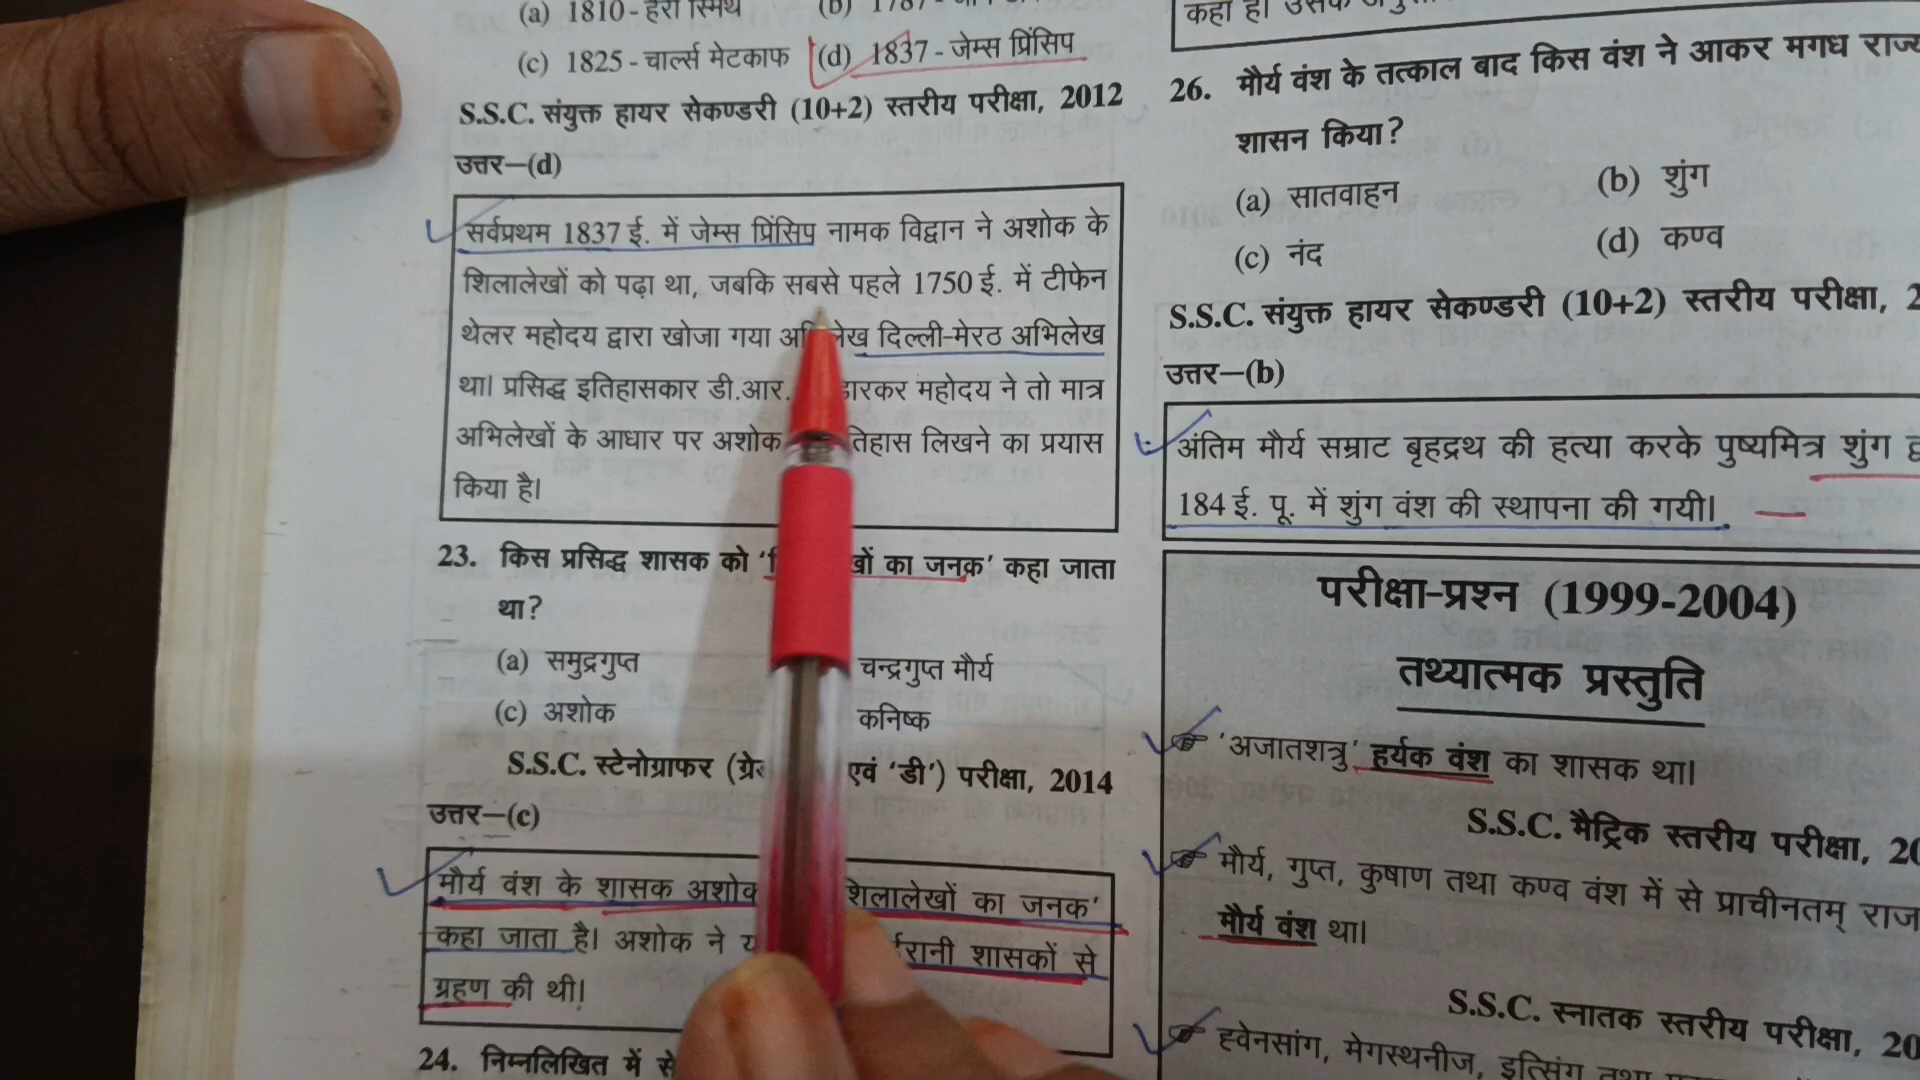 (a) 1810 - हेरी स्मिथ
(c) 1825 - चार्ल्स मेटकाफ (d) 1837 - जेम्स प्रिंसिप
S.S.C. संयुक्त हायर सेकण्डरी (10+2) स्तरीय परीक्षा, 2012
उत्तर–(d)
सर्वप्रथम 1837 ई. में जेम्स प्रिंसिप नामक विद्वान ने अशोक के
शिलालेखों को पढ़ा था, जबकि सबसे पहले 1750 ई. में टीफेन
थेलर महोदय द्वारा खोजा गया दिल्ली-मेरठ अभिलेख
था। प्रसिद्ध इतिहासकार डी.आर. महोदय ने तो मात्र
अभिलेखों के आधार पर अशोक लिखने का प्रयास
किया है।
23. किस प्रसिद्ध शासक को का जनक' कहा जाता
था?
(a) समुद्रगुप्त चन्द्रगुप्त मौर्य
(c) अशोक कनिष्क
S.S.C. स्टेनोग्राफर एवं 'डी') परीक्षा, 2014
उत्तर–(c)
मौर्य वंश के शासक अशोक शिलालेखों का जनक'
कहा जाता है। अशोक ने शासकों से
ग्रहण की थी।
24. निम्नलिखित में से
26. मौर्य वंश के तत्काल बाद किस वंश ने आकर मगध राज्य
शासन किया?
(a) सातवाहन (b) शुंग
(c) नंद (d) कण्व
S.S.C. संयुक्त हायर सेकण्डरी (10+2) स्तरीय परीक्षा,
उत्तर–(b)
अंतिम मौर्य सम्राट बृहद्रथ की हत्या करके पुष्यमित्र शुंग
184 ई. पू. में शुंग वंश की स्थापना की गयी।
परीक्षा-प्रश्न (1999-2004)
तथ्यात्मक प्रस्तुति
'अजातशत्रु' हर्यक वंश का शासक था।
S.S.C. मैट्रिक स्तरीय परीक्षा,
मौर्य, गुप्त, कुषाण तथा कण्व वंश में से प्राचीनतम्
मौर्य वंश था।
S.S.C. स्नातक स्तरीय परीक्षा,
ह्वेनसांग, मेगस्थनीज, इत्सिंग तथा